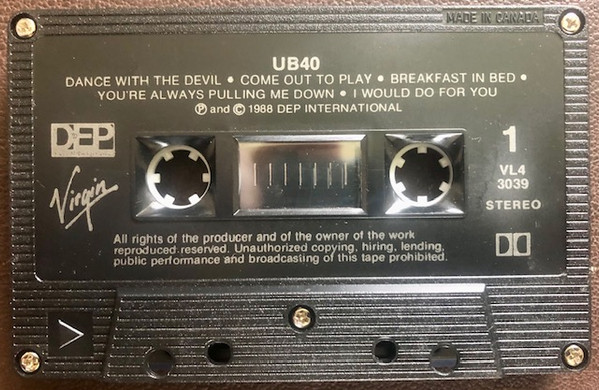 MADE IN CANADA
UB40
DANCE WITH THE DEVIL • COME OUT TO PLAY • BREAKFAST IN BED •
YOU'RE ALWAYS PULLING ME DOWN • I WOULD DO FOR YOU
℗ and © 1988 DEP INTERNATIONAL
DEP
1
VL4
3039
STEREO
Virgin
All rights of the producer and of the owner of the work
reproduced reserved. Unauthorized copying, hiring, lending,
public performance and broadcasting of this tape prohibited.